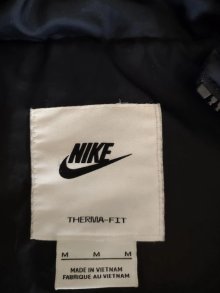 NIKE
THERMA-FIT
M M M
MADE IN VIETNAM
FABRIQUÉ AU VIETNAM